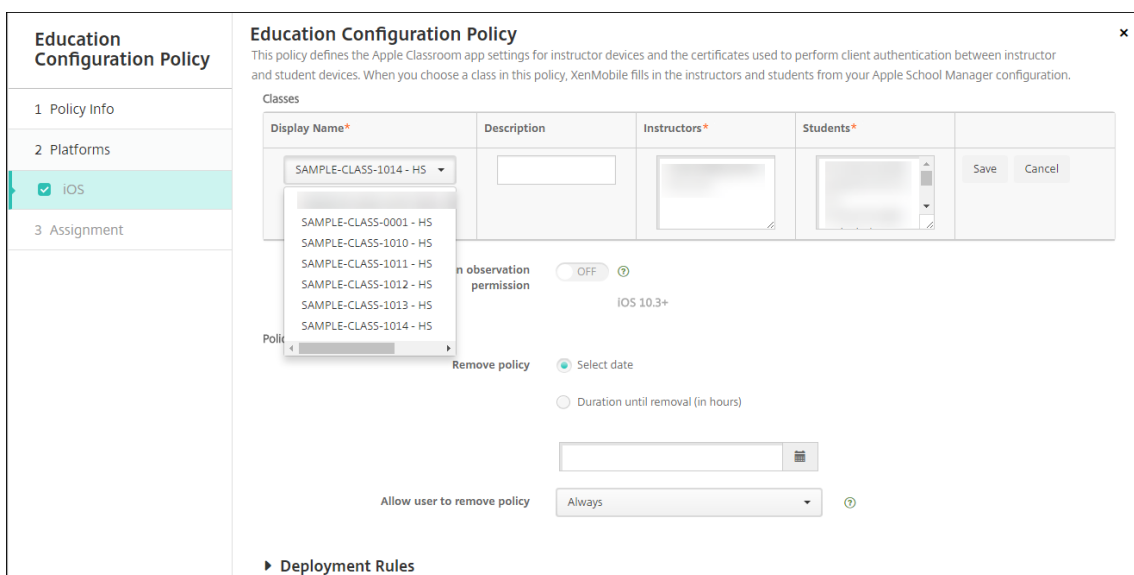 Education
Configuration Policy
1 Policy Info
2 Platforms
iOS
3 Assignment
Education Configuration Policy
This policy defines the Apple Classroom app settings for instructor devices and the certificates used to perform client authentication between instructor
and student devices. When you choose a class in this policy, XenMobile fills in the instructors and students from your Apple School Manager configuration.
Classes
Display Name* Description Instructors* Students*
SAMPLE-CLASS-1014 - HS Save Cancel
SAMPLE-CLASS-0001 - HS
SAMPLE-CLASS-1010 - HS
SAMPLE-CLASS-1011 - HS
SAMPLE-CLASS-1012 - HS
SAMPLE-CLASS-1013 - HS
SAMPLE-CLASS-1014 - HS
observation
permission
OFF
iOS 10.3+
Remove policy
Select date
Duration until removal (in hours)
Allow user to remove policy
Always
Deployment Rules